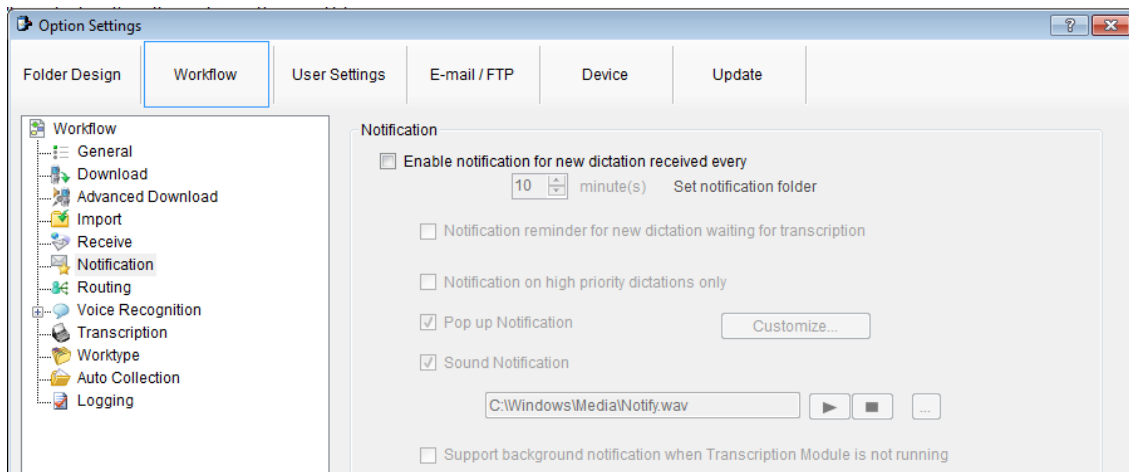 Option Settings
Folder Design Workflow User Settings E-mail / FTP Device Update
Workflow
General
Download
Advanced Download
Import
Receive
Notification
Routing
Voice Recognition
Transcription
Worktype
Auto Collection
Logging
Notification
Enable notification for new dictation received every
10 minute(s) Set notification folder
Notification reminder for new dictation waiting for transcription
Notification on high priority dictations only
Pop up Notification Customize...
Sound Notification
C:\Windows\Media\Notify.wav ...
Support background notification when Transcription Module is not running